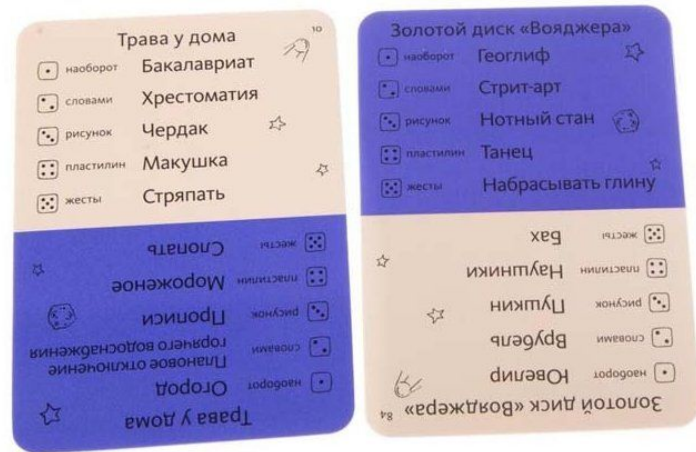 Трава у дома
10
наоборот Бакалавриат
словами Хрестоматия
рисунок Чердак
пластилин Макушка
жесты Стряпать
Трава у дома
наоборот Огород
словами Плановое отключение
горячего водоснабжения
рисунок Прописи
пластилин Мороженое
жесты Слопать
Золотой диск «Вояджера»
наоборот Геоглиф
словами Стрит-арт
рисунок Нотный стан
пластилин Танец
жесты Набрасывать глину
Золотой диск «Вояджера»
84
наоборот Ювелир
словами Врубель
рисунок Пушкин
пластилин Наушники
жесты Бах